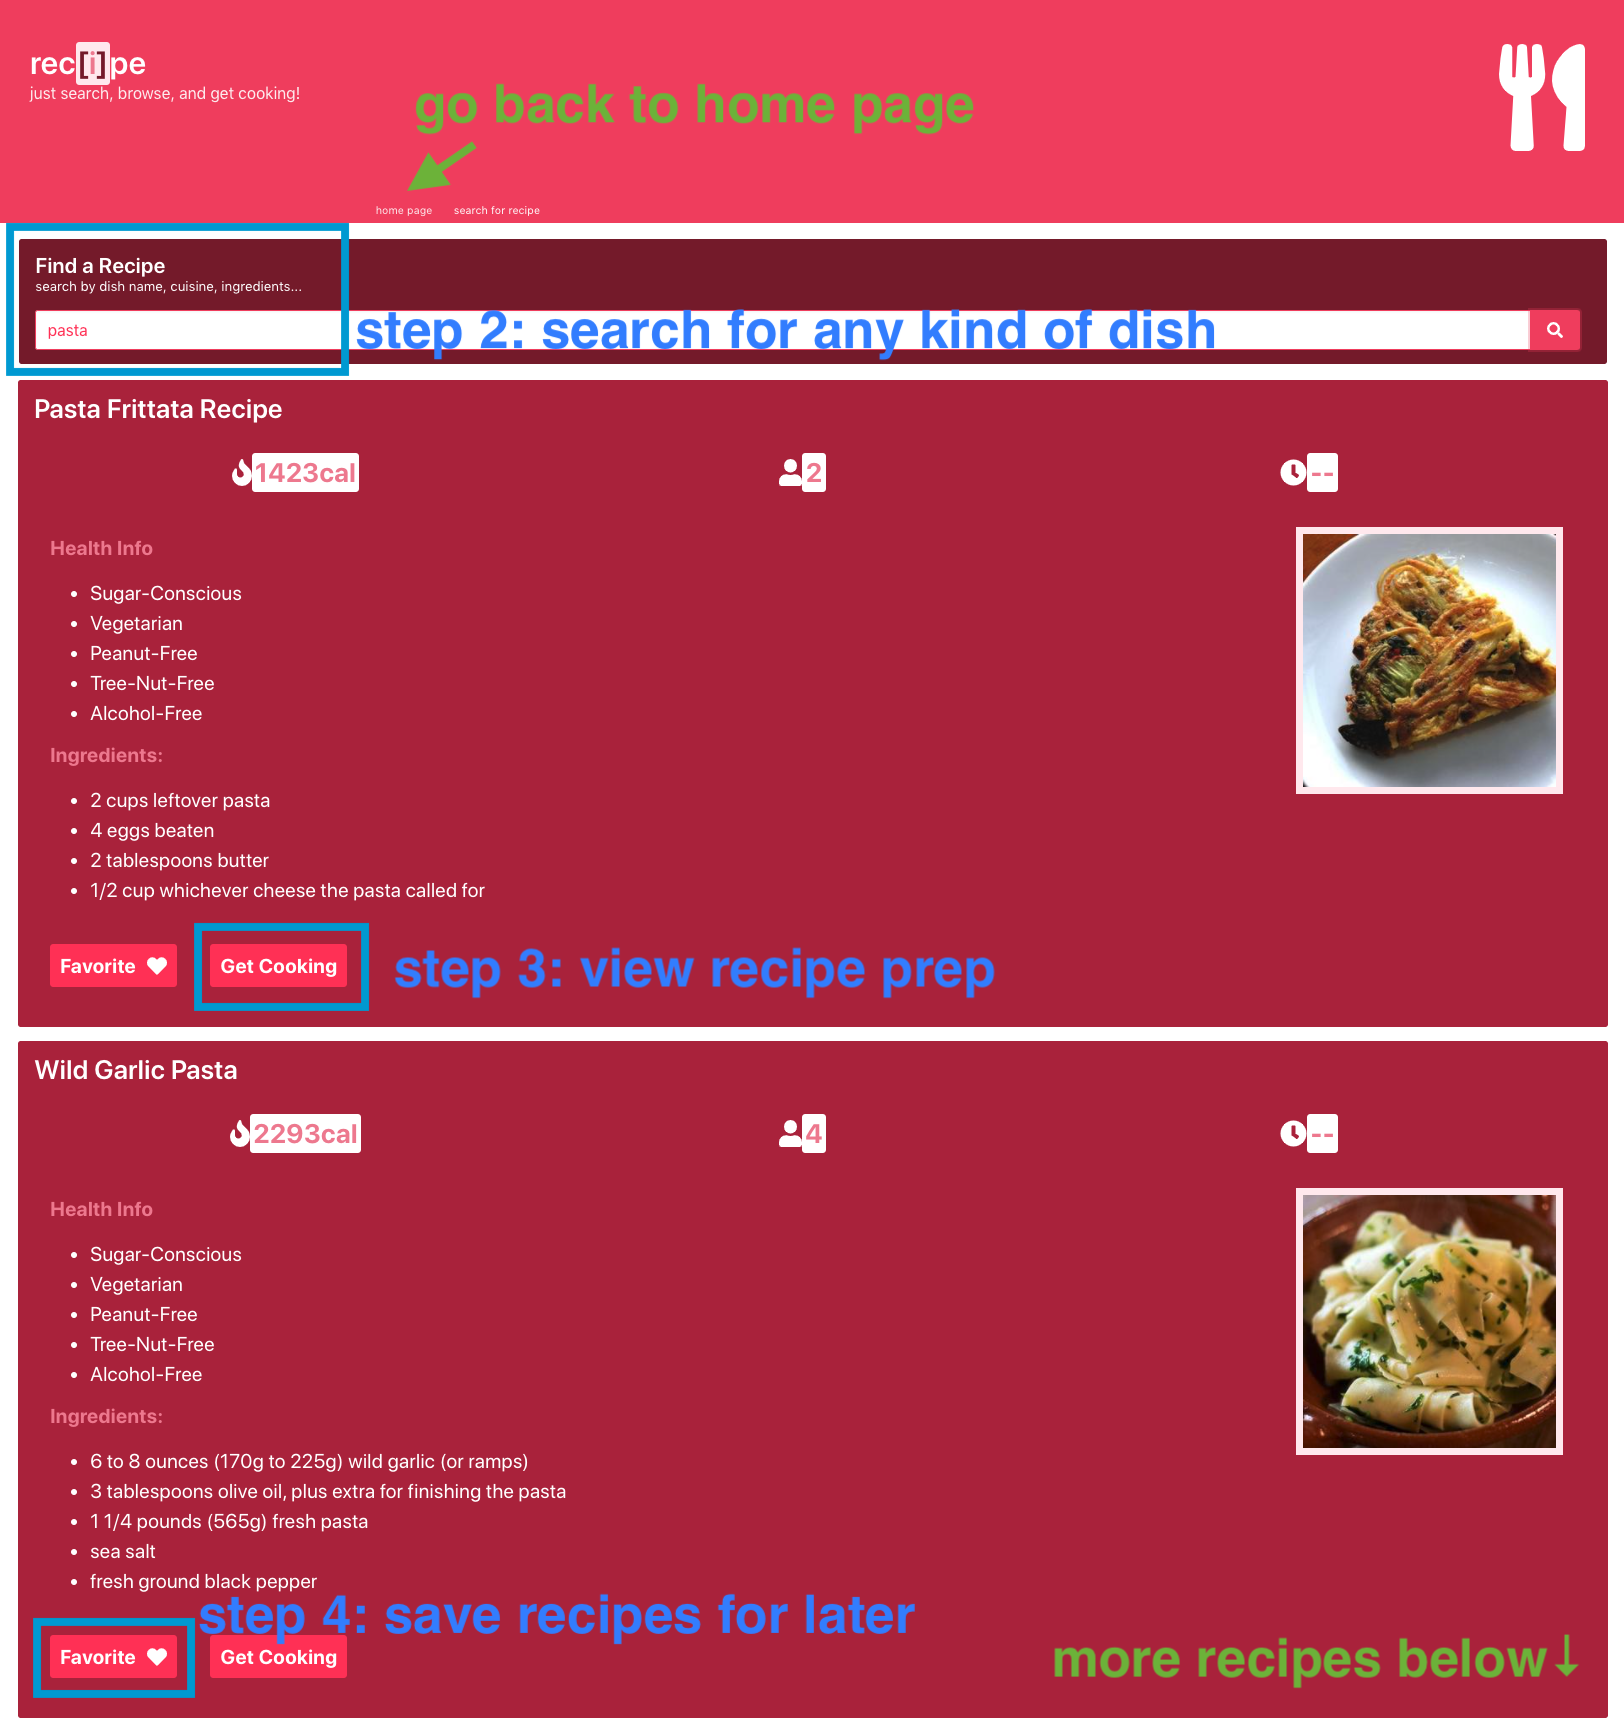 rec[i]pe
just search, browse, and get cooking!
go back to home page
home page search for recipe
Find a Recipe
search by dish name, cuisine, ingredients...
pasta
step 2: search for any kind of dish
Pasta Frittata Recipe
1423cal 2 --
Health Info
• Sugar-Conscious
• Vegetarian
• Peanut-Free
• Tree-Nut-Free
• Alcohol-Free
Ingredients:
• 2 cups leftover pasta
• 4 eggs beaten
• 2 tablespoons butter
• 1/2 cup whichever cheese the pasta called for
Favorite Get Cooking
step 3: view recipe prep
Wild Garlic Pasta
2293cal 4 --
Health Info
• Sugar-Conscious
• Vegetarian
• Peanut-Free
• Tree-Nut-Free
• Alcohol-Free
Ingredients:
• 6 to 8 ounces (170g to 225g) wild garlic (or ramps)
• 3 tablespoons olive oil, plus extra for finishing the pasta
• 1 1/4 pounds (565g) fresh pasta
• sea salt
• fresh ground black pepper
step 4: save recipes for later
Favorite Get Cooking
more recipes below↓